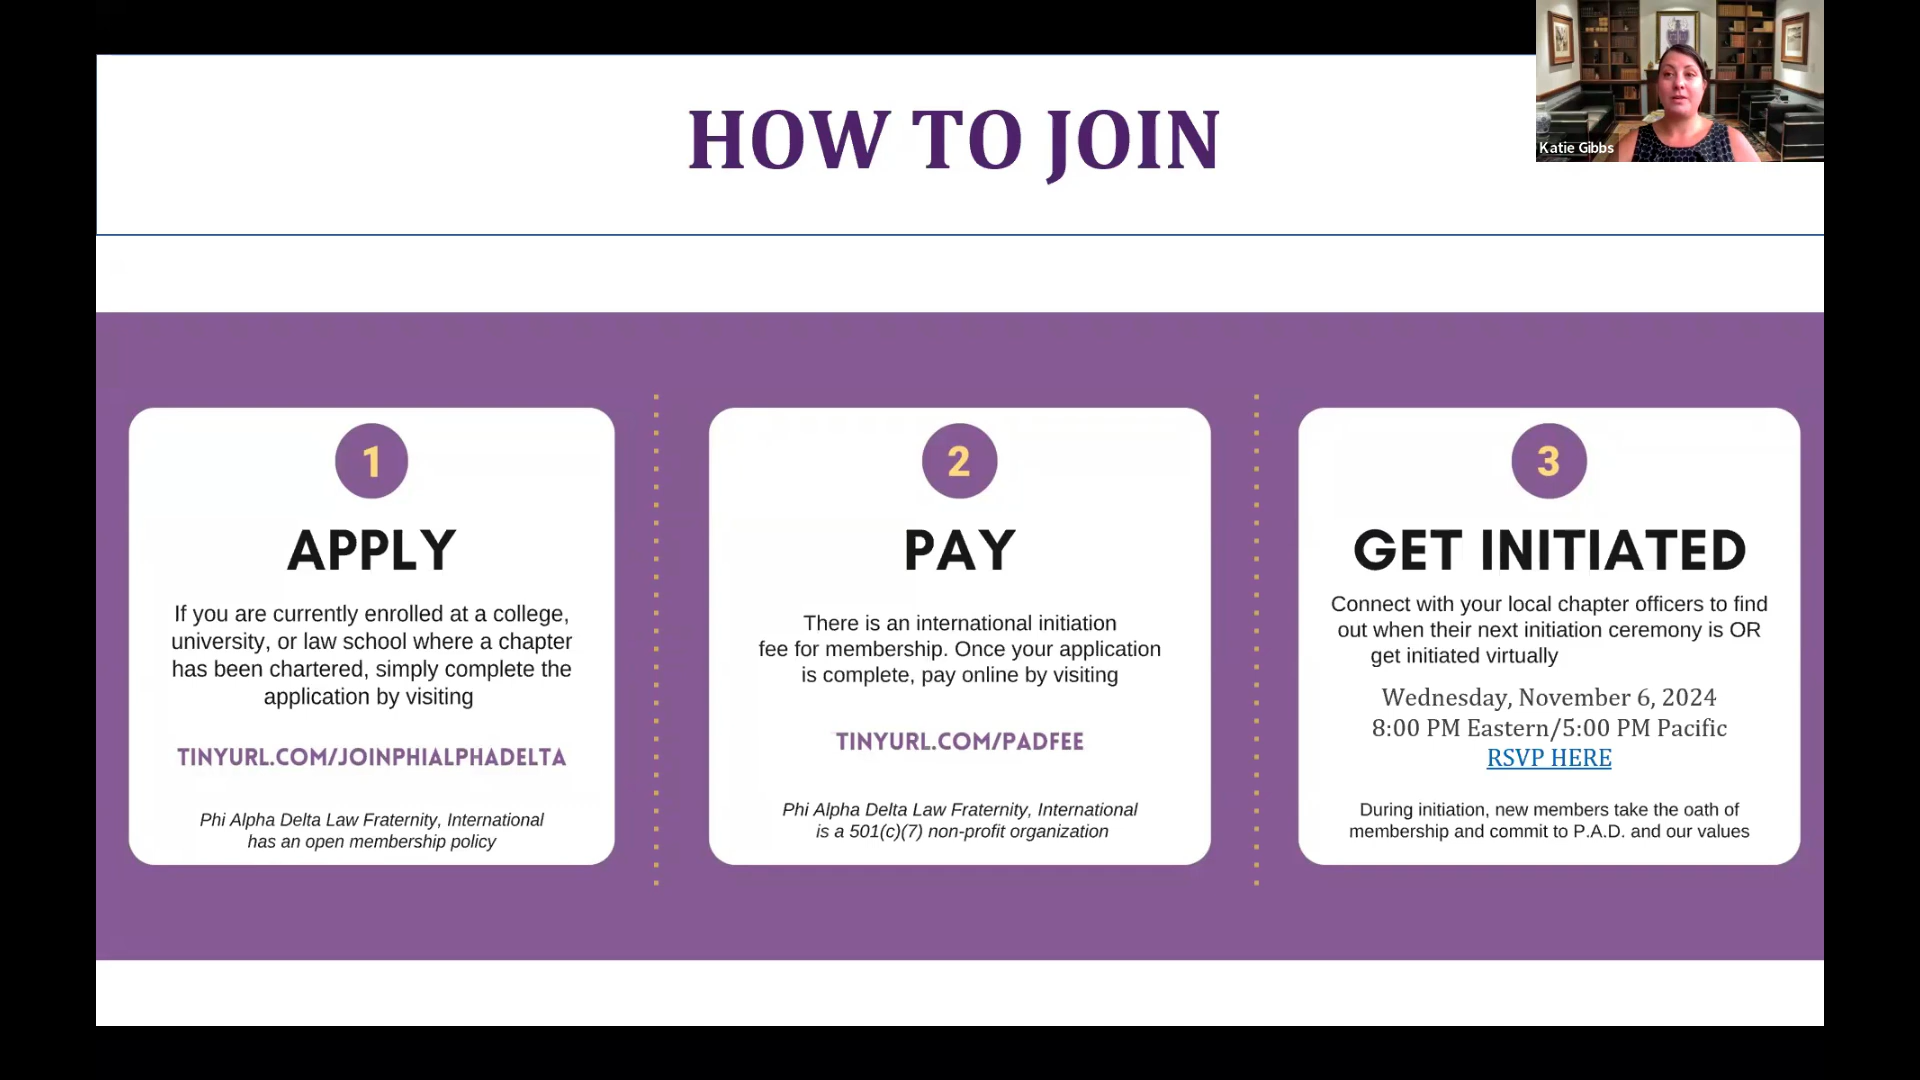 HOW TO JOIN
Katie Gibbs
1
APPLY
If you are currently enrolled at a college,
university, or law school where a chapter
has been chartered, simply complete the
application by visiting
TINYURL.COM/JOINPHIALPHADELTA
Phi Alpha Delta Law Fraternity, International
has an open membership policy
2
PAY
There is an international initiation
fee for membership. Once your application
is complete, pay online by visiting
TINYURL.COM/PADFEE
Phi Alpha Delta Law Fraternity, International
is a 501(c)(7) non-profit organization
3
GET INITIATED
Connect with your local chapter officers to find
out when their next initiation ceremony is OR
get initiated virtually
Wednesday, November 6, 2024
8:00 PM Eastern/5:00 PM Pacific
RSVP HERE
During initiation, new members take the oath of
membership and commit to P.A.D. and our values